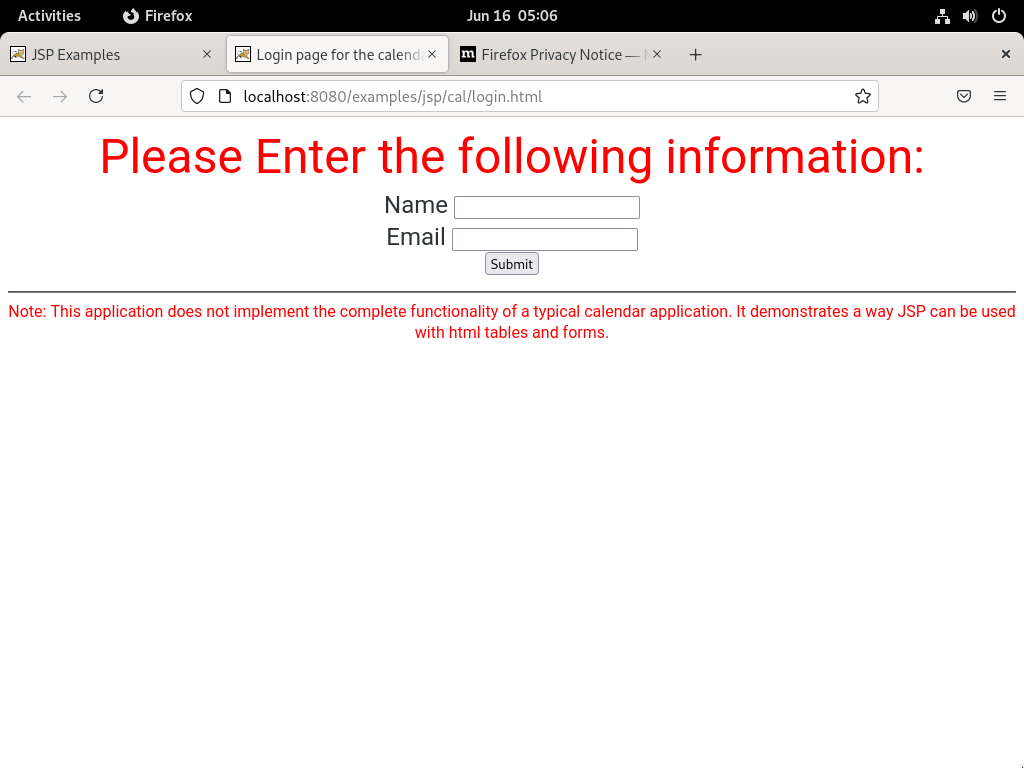 Activities Firefox Jun 16 05:06
JSP Examples Login page for the calend Firefox Privacy Notice —
localhost:8080/examples/jsp/cal/login.html
Please Enter the following information:
Name
Email
Submit
Note: This application does not implement the complete functionality of a typical calendar application. It demonstrates a way JSP can be used
with html tables and forms.